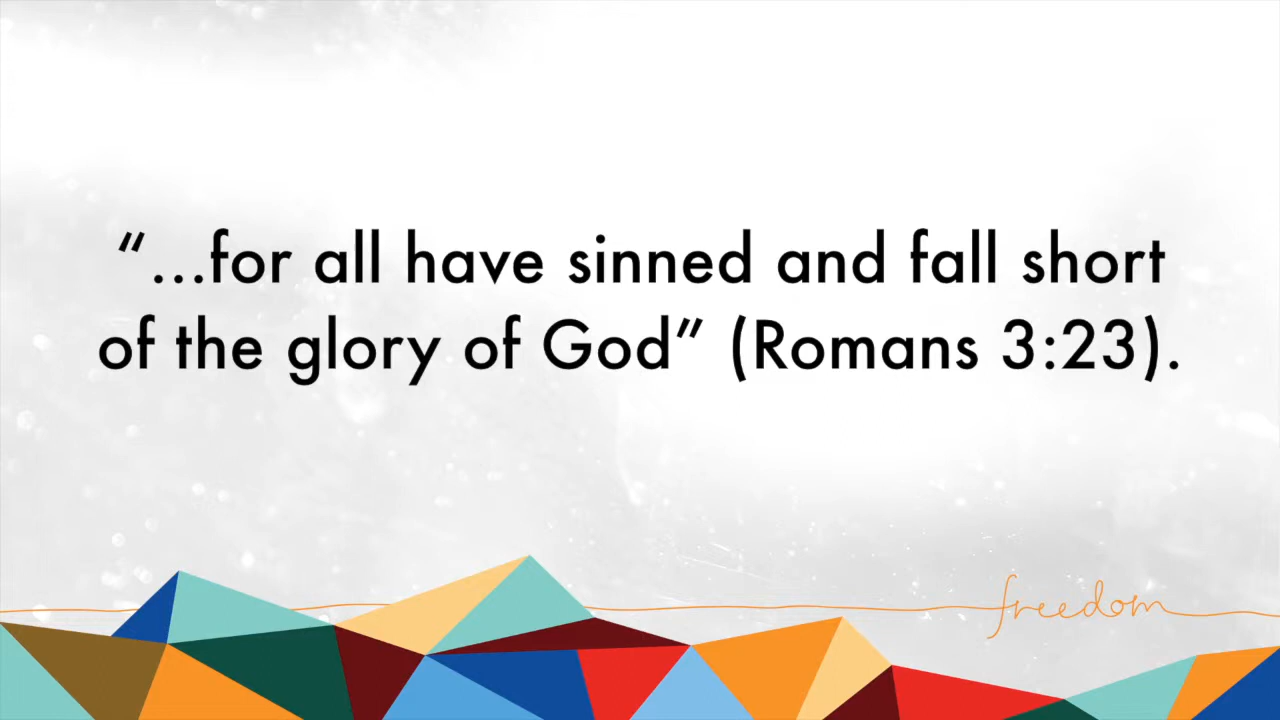 “...for all have sinned and fall short
of the glory of God” (Romans 3:23).
freedom